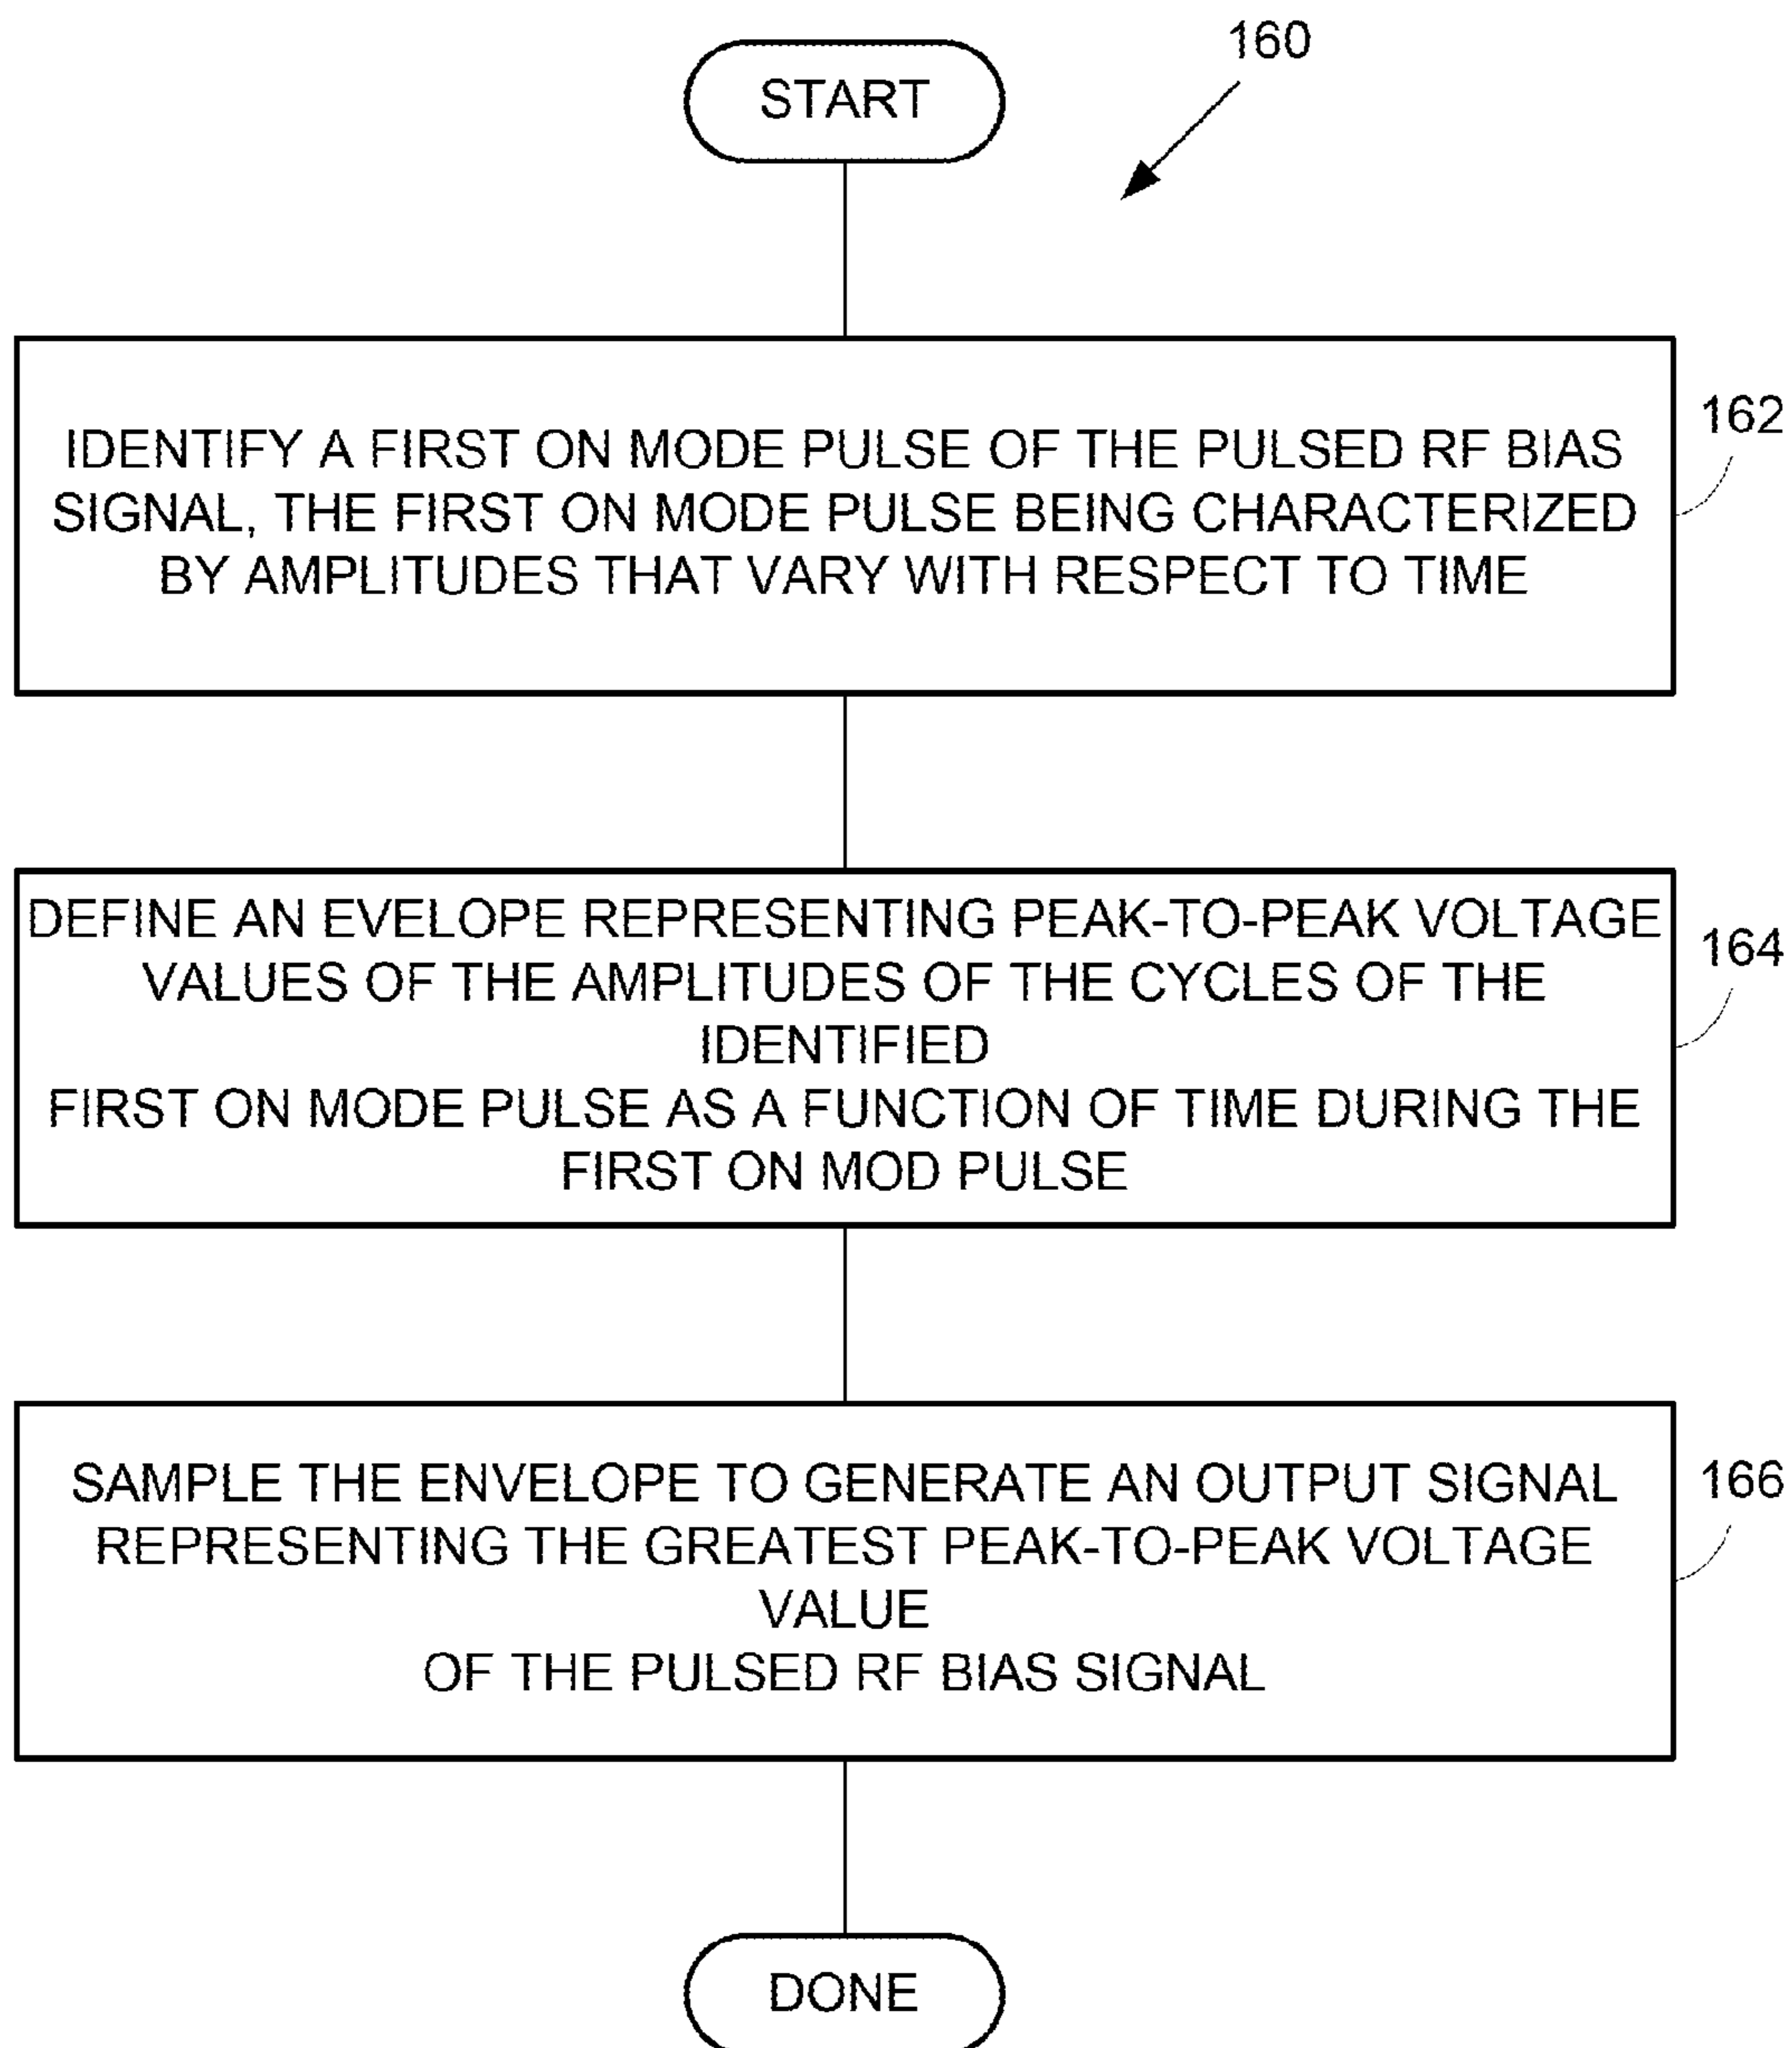 START
160
IDENTIFY A FIRST ON MODE PULSE OF THE PULSED RF BIAS
SIGNAL, THE FIRST ON MODE PULSE BEING CHARACTERIZED
BY AMPLITUDES THAT VARY WITH RESPECT TO TIME
162
DEFINE AN EVELOPE REPRESENTING PEAK-TO-PEAK VOLTAGE
VALUES OF THE AMPLITUDES OF THE CYCLES OF THE
IDENTIFIED
FIRST ON MODE PULSE AS A FUNCTION OF TIME DURING THE
FIRST ON MOD PULSE
164
SAMPLE THE ENVELOPE TO GENERATE AN OUTPUT SIGNAL
REPRESENTING THE GREATEST PEAK-TO-PEAK VOLTAGE
VALUE
OF THE PULSED RF BIAS SIGNAL
166
DONE